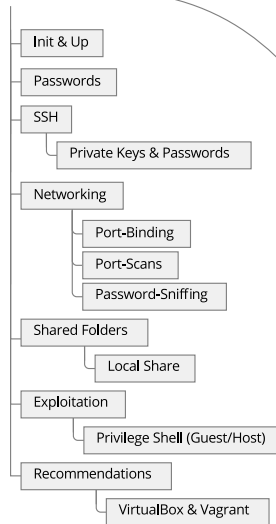 Init & Up
Passwords
SSH
Private Keys & Passwords
Networking
Port-Binding
Port-Scans
Password-Sniffing
Shared Folders
Local Share
Exploitation
Privilege Shell (Guest/Host)
Recommendations
VirtualBox & Vagrant